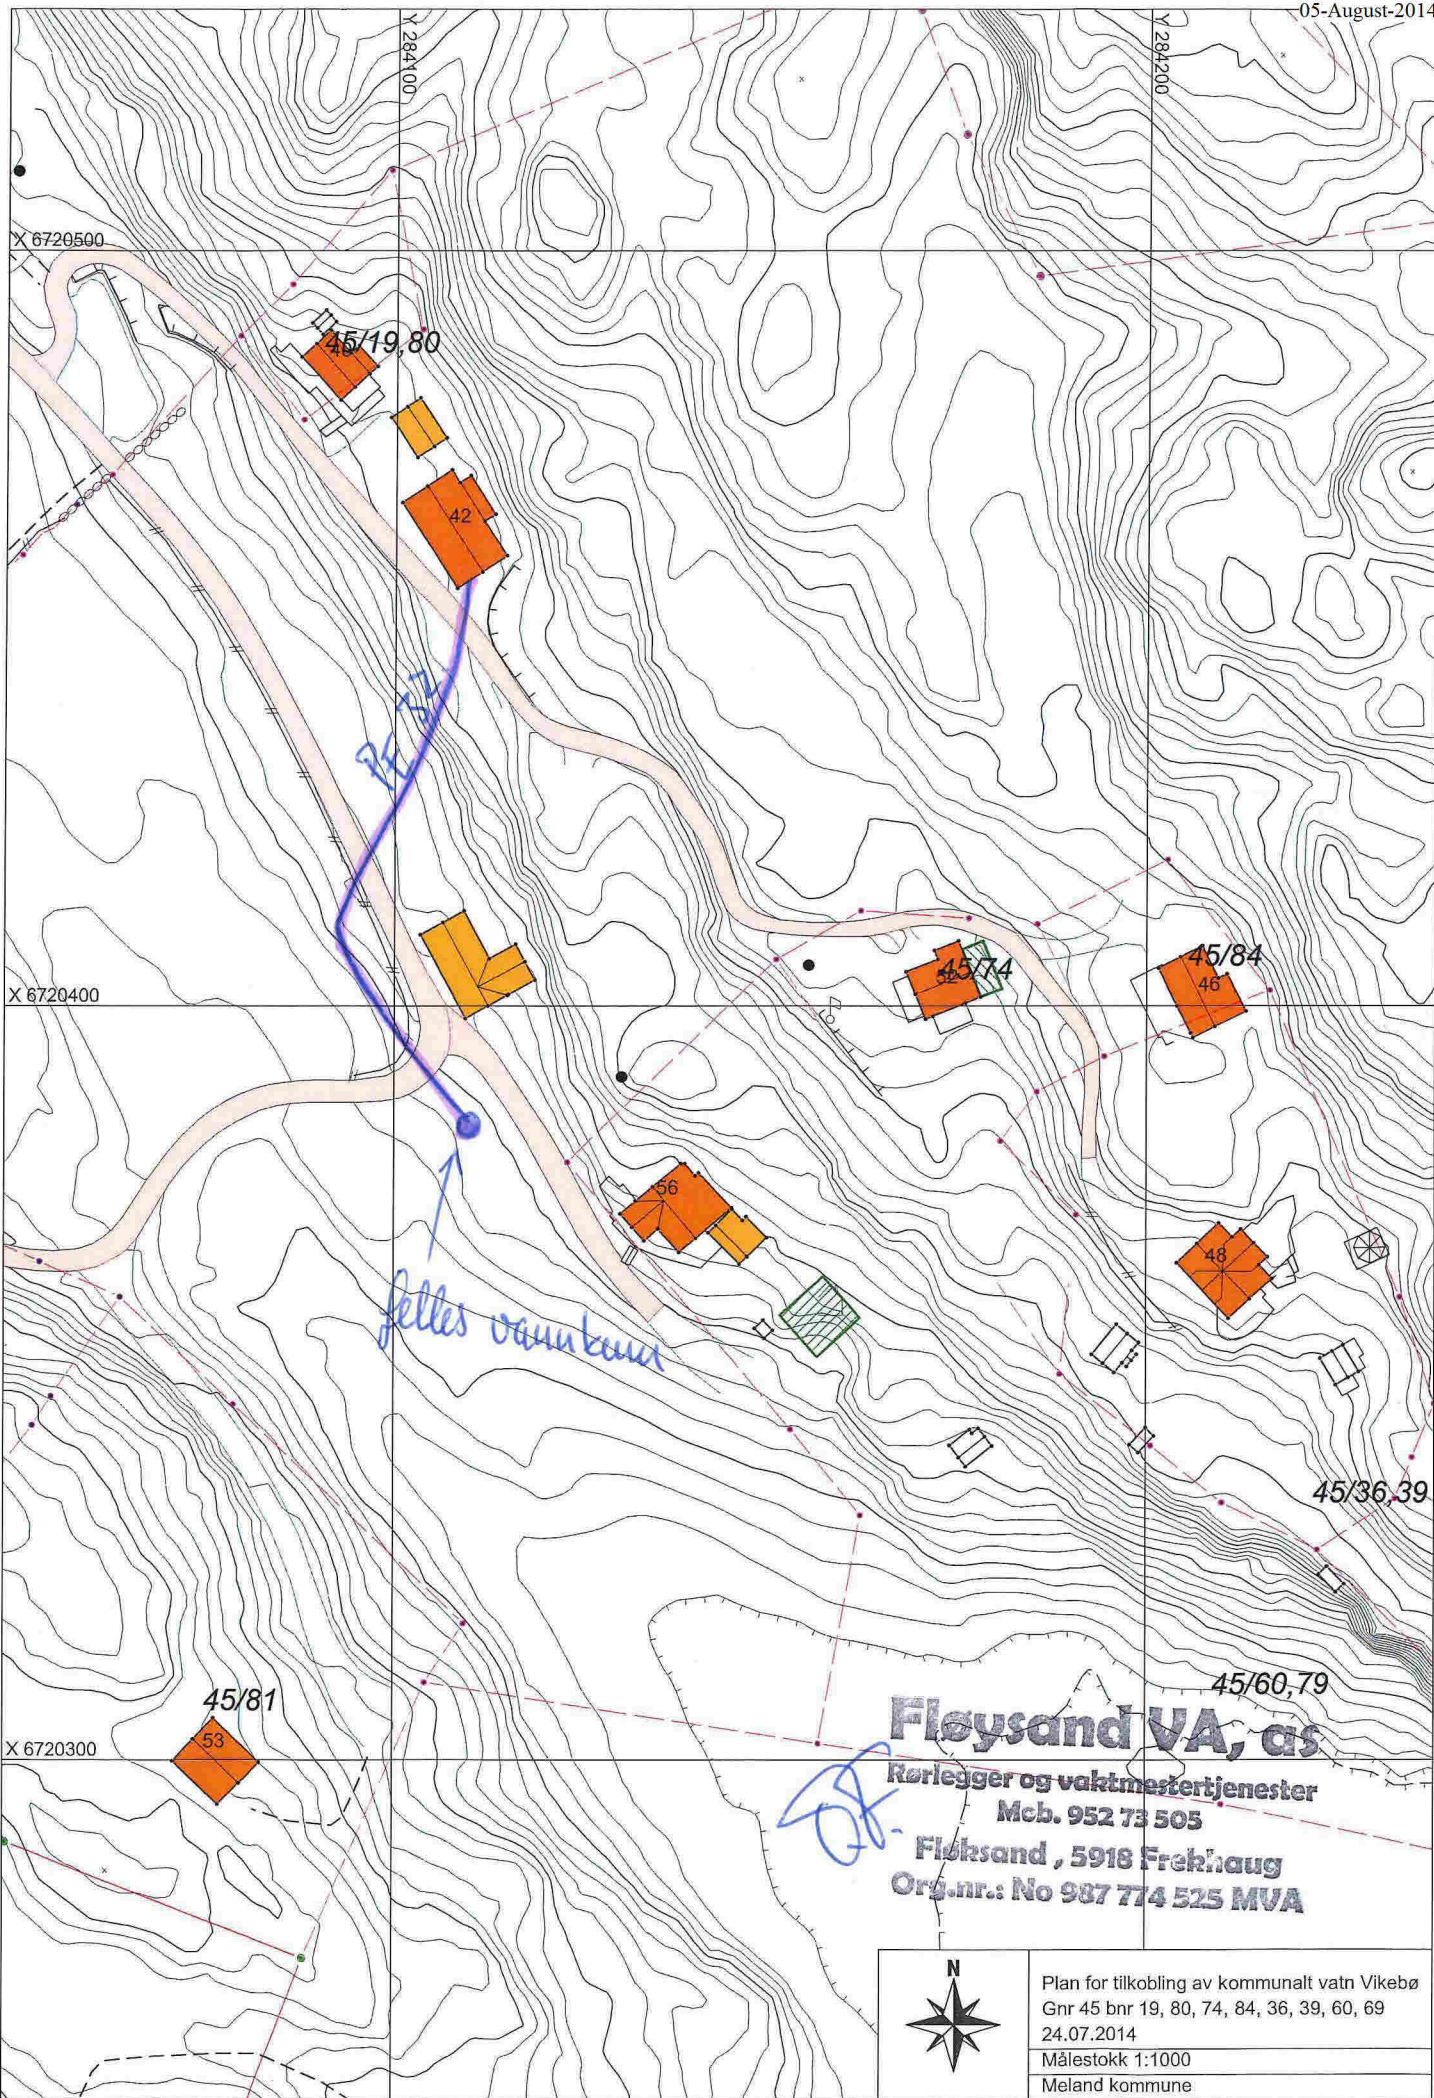 05-August-2014
Y 284100
Y 284200
X 6720500
45/19,80
42
PE 32
45/74
52
45/84
46
X 6720400
56
48
felles vannkum
45/36,39
45/81
53
45/60,79
X 6720300
Fløysand VA, as
Rørlegger og vaktmestertjenester
Mob. 952 73 505
Fløksand, 5918 Frekhaug
Org.nr.: No 987 774 525 MVA
N
Plan for tilkobling av kommunalt vatn Vikebø
Gnr 45 bnr 19, 80, 74, 84, 36, 39, 60, 69
24.07.2014
Målestokk 1:1000
Meland kommune